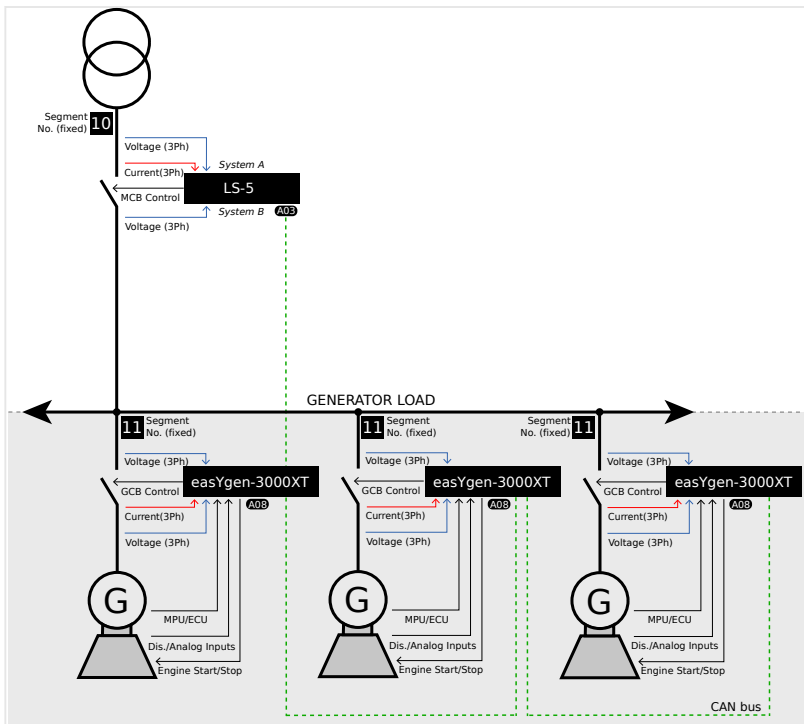 Segment
No. (fixed)
10
Voltage (3Ph)
System A
Current(3Ph)
LS-5
MCB Control
System B
A03
Voltage (3Ph)
GENERATOR LOAD
11
Segment
No. (fixed)
11
Segment
No. (fixed)
Segment
No. (fixed)
11
Voltage (3Ph)
easYgen-3000XT
GCB Control
A08
Current(3Ph)
Voltage (3Ph)
G
MPU/ECU
Dis./Analog Inputs
Engine Start/Stop
Voltage (3Ph)
easYgen-3000XT
GCB Control
A08
Current(3Ph)
Voltage (3Ph)
G
MPU/ECU
Dis./Analog Inputs
Engine Start/Stop
Voltage (3Ph)
easYgen-3000XT
GCB Control
A08
Current(3Ph)
Voltage (3Ph)
G
MPU/ECU
Dis./Analog Inputs
Engine Start/Stop
CAN bus